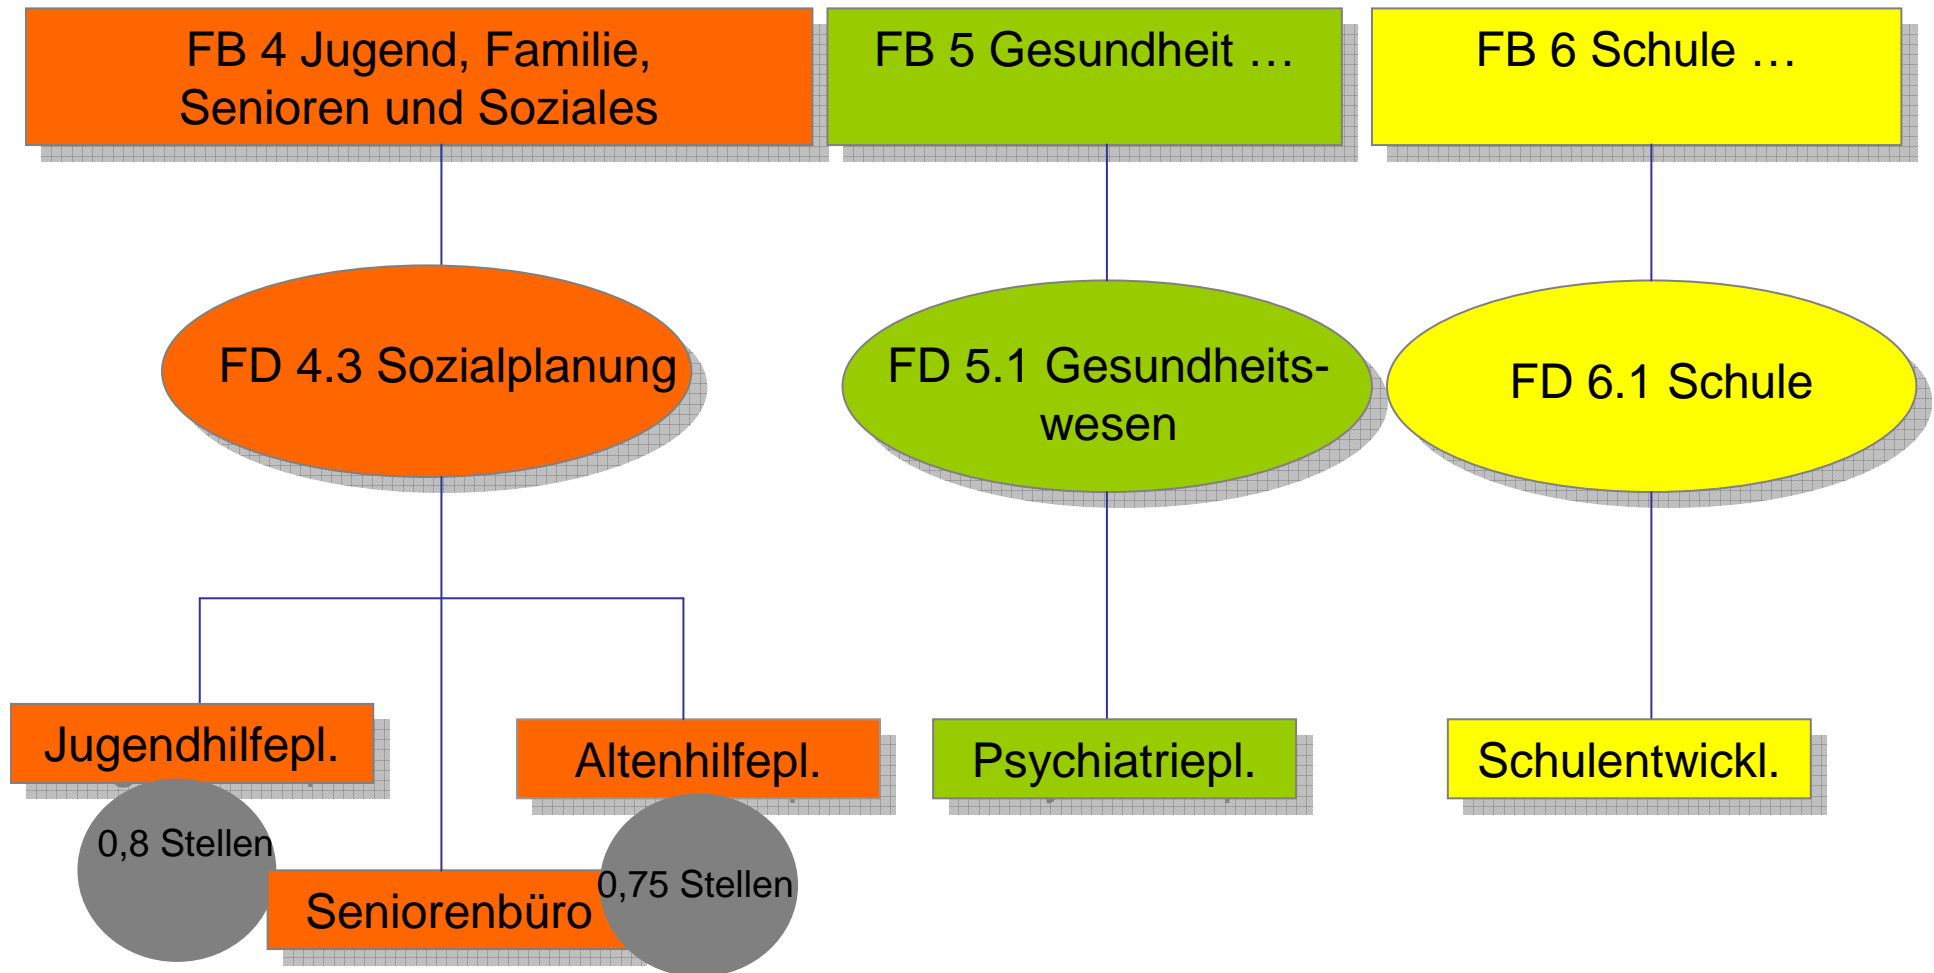 FB 4 Jugend, Familie,
Senioren und Soziales
FB 5 Gesundheit …
FB 6 Schule …
FD 4.3 Sozialplanung
FD 5.1 Gesundheits-
wesen
FD 6.1 Schule
Jugendhilfepl.
Altenhilfepl.
Psychiatriepl.
Schulentwickl.
0,8 Stellen
0,75 Stellen
Seniorenbüro